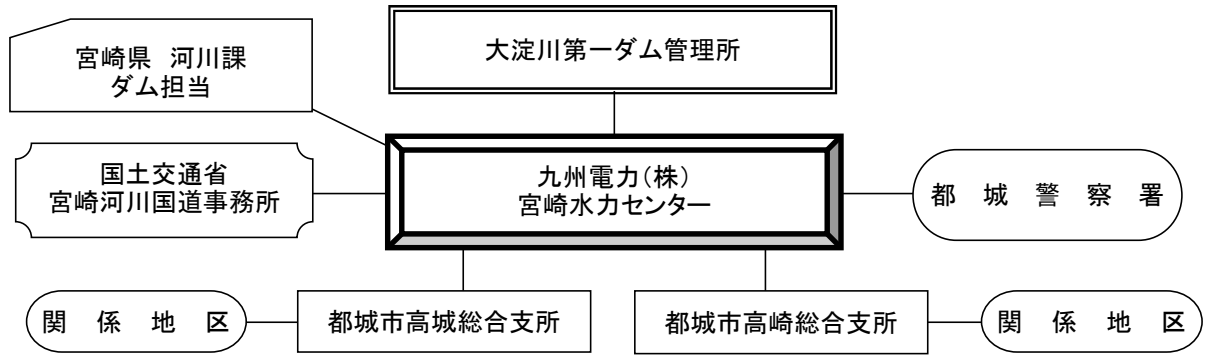 宮崎県 河川課
ダム担当
大淀川第一ダム管理所
国土交通省
宮崎河川国道事務所
九州電力(株)
宮崎水力センター
都城警察署
関係地区
都城市高城総合支所
都城市高崎総合支所
関係地区